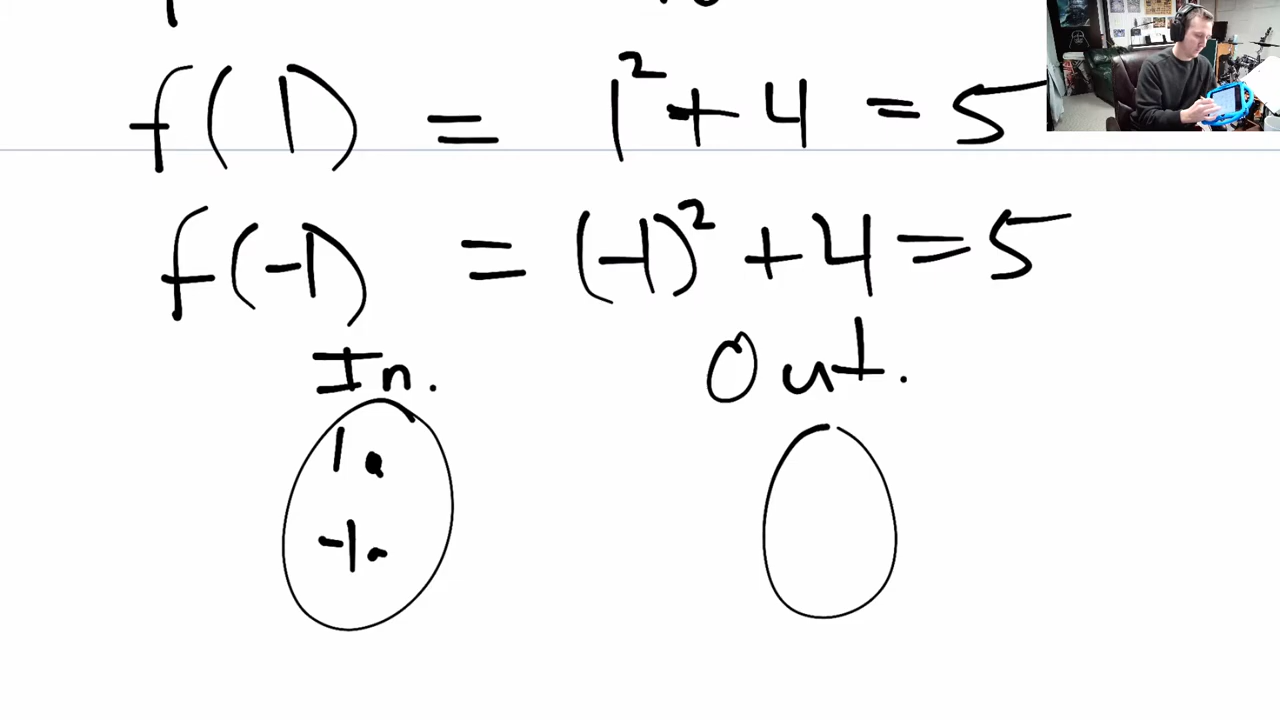 f(1) = 1² + 4 = 5
f(-1) = (-1)² + 4 = 5
In. Out.
1
-1